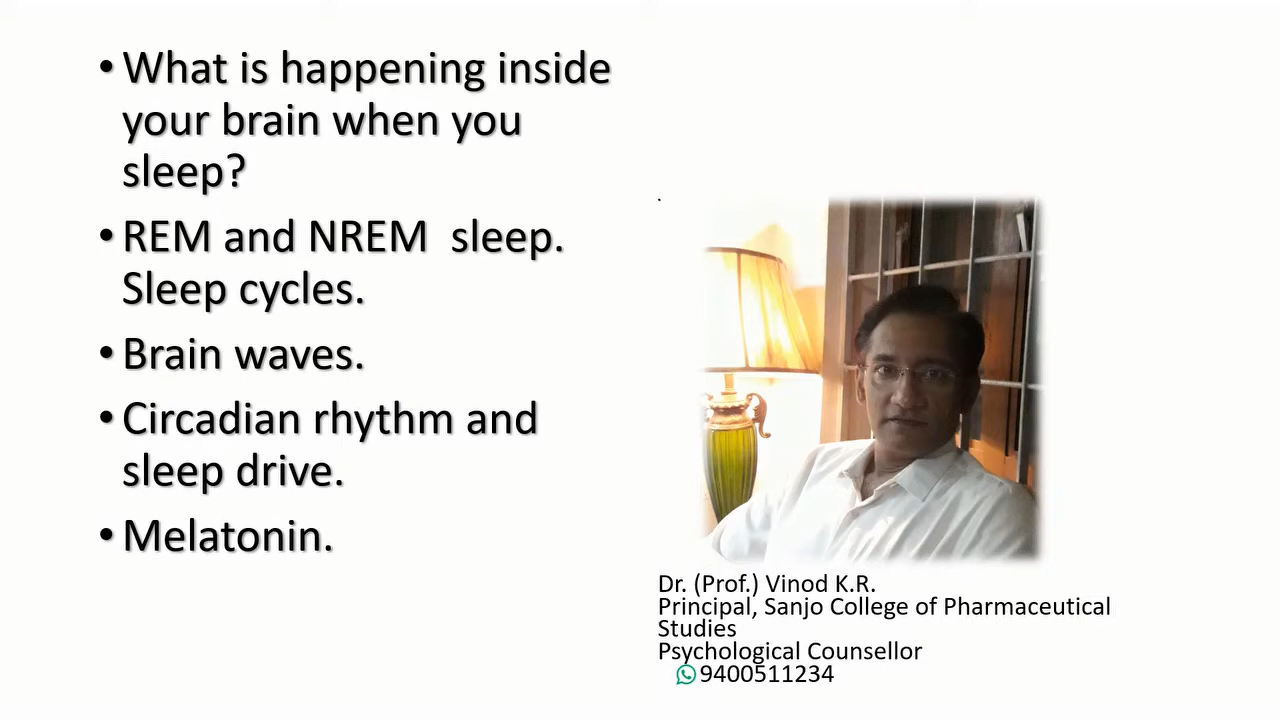 • What is happening inside
your brain when you
sleep?
• REM and NREM  sleep.
Sleep cycles.
• Brain waves.
• Circadian rhythm and
sleep drive.
• Melatonin.
.
Dr. (Prof.) Vinod K.R.
Principal, Sanjo College of Pharmaceutical
Studies
Psychological Counsellor
9400511234